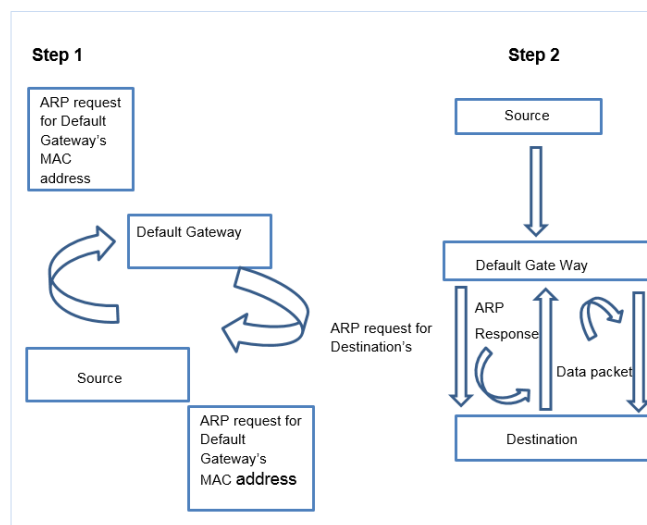 Step 1
ARP request
for Default
Gateway's
MAC
address
Default Gateway
Source
ARP request for
Default
Gateway's
MAC address
Step 2
Source
Default Gate Way
ARP request for
Destination's
ARP
Response
Data packet
Destination